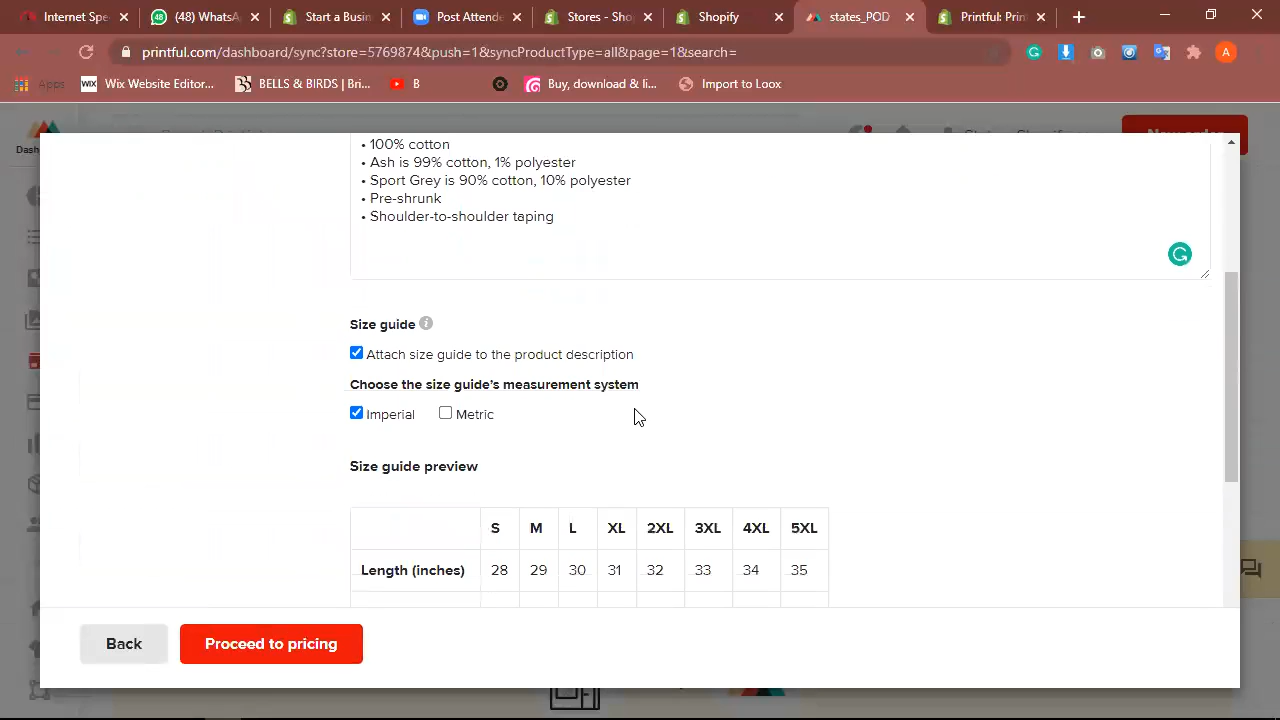 Internet Spe
(48) WhatsA
Start a Busin
Post Attende
Stores - Sho
Shopify
states_POD
Printful: Prin
printful.com/dashboard/sync?store=5769874&push=1&syncProductType=all&page=1&search=
A
Apps
WIX Wix Website Editor...
BELLS & BIRDS | Bri...
B
Buy, download & li...
Import to Loox
Dash
• 100% cotton
• Ash is 99% cotton, 1% polyester
• Sport Grey is 90% cotton, 10% polyester
• Pre-shrunk
• Shoulder-to-shoulder taping
Size guide
Attach size guide to the product description
Choose the size guide's measurement system
Imperial Metric
Size guide preview
S M L XL 2XL 3XL 4XL 5XL
Length (inches) 28 29 30 31 32 33 34 35
Back
Proceed to pricing